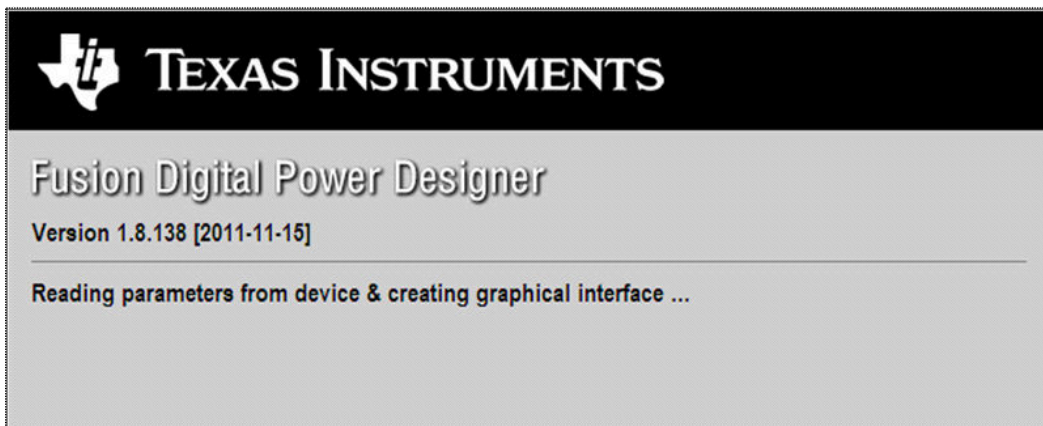 TEXAS INSTRUMENTS
Fusion Digital Power Designer
Version 1.8.138 [2011-11-15]
Reading parameters from device & creating graphical interface ...